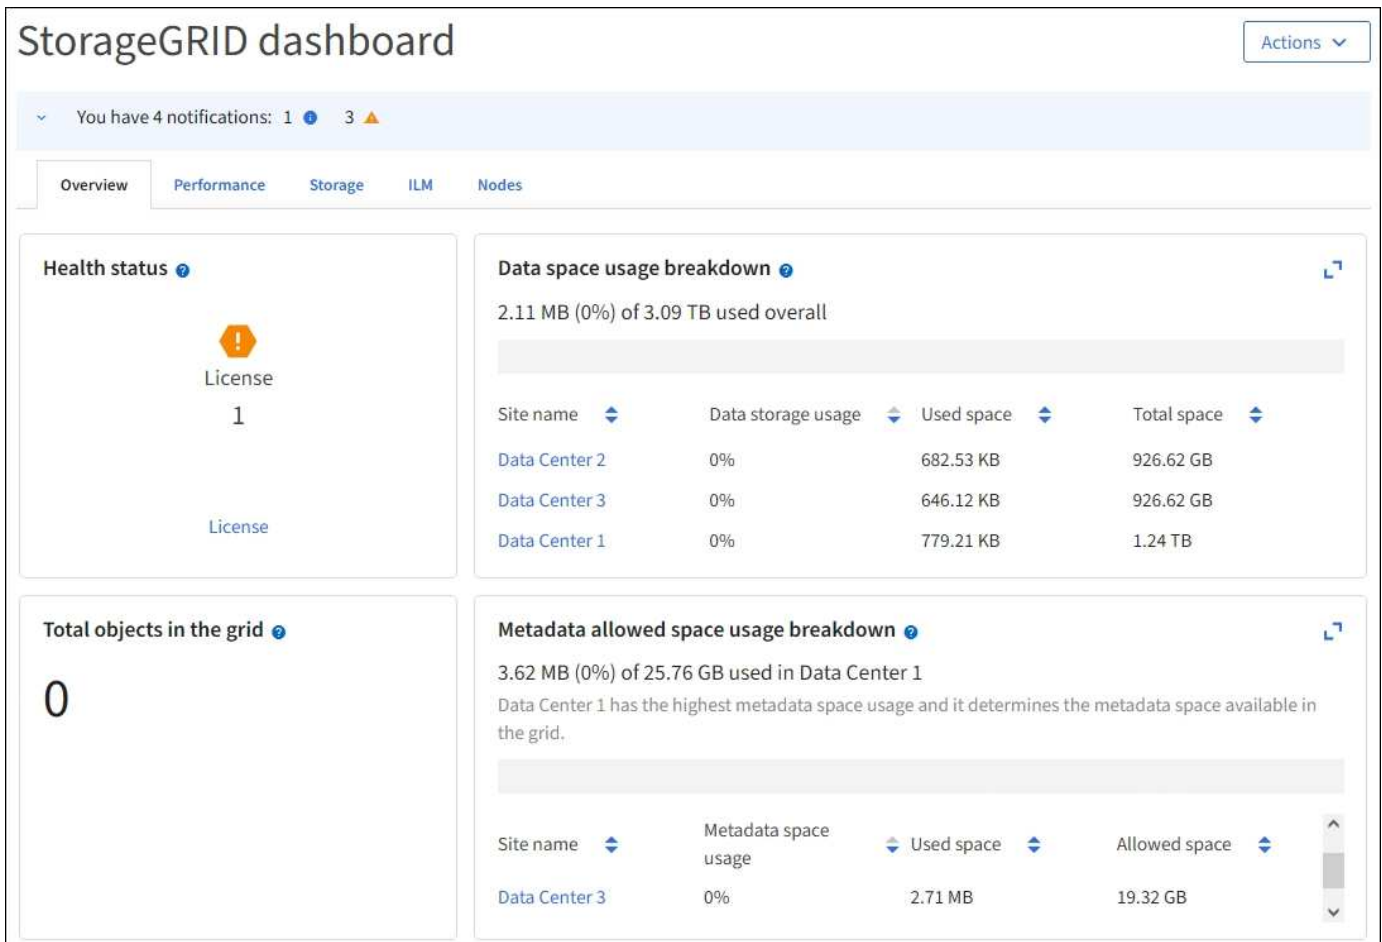 StorageGRID dashboard
Actions
You have 4 notifications: 1 3
Overview Performance Storage ILM Nodes
Health status
License
1
License
Data space usage breakdown
2.11 MB (0%) of 3.09 TB used overall
Site name Data storage usage Used space Total space
Data Center 2 0% 682.53 KB 926.62 GB
Data Center 3 0% 646.12 KB 926.62 GB
Data Center 1 0% 779.21 KB 1.24 TB
Total objects in the grid
0
Metadata allowed space usage breakdown
3.62 MB (0%) of 25.76 GB used in Data Center 1
Data Center 1 has the highest metadata space usage and it determines the metadata space available in
the grid.
Site name Metadata space usage Used space Allowed space
Data Center 3 0% 2.71 MB 19.32 GB